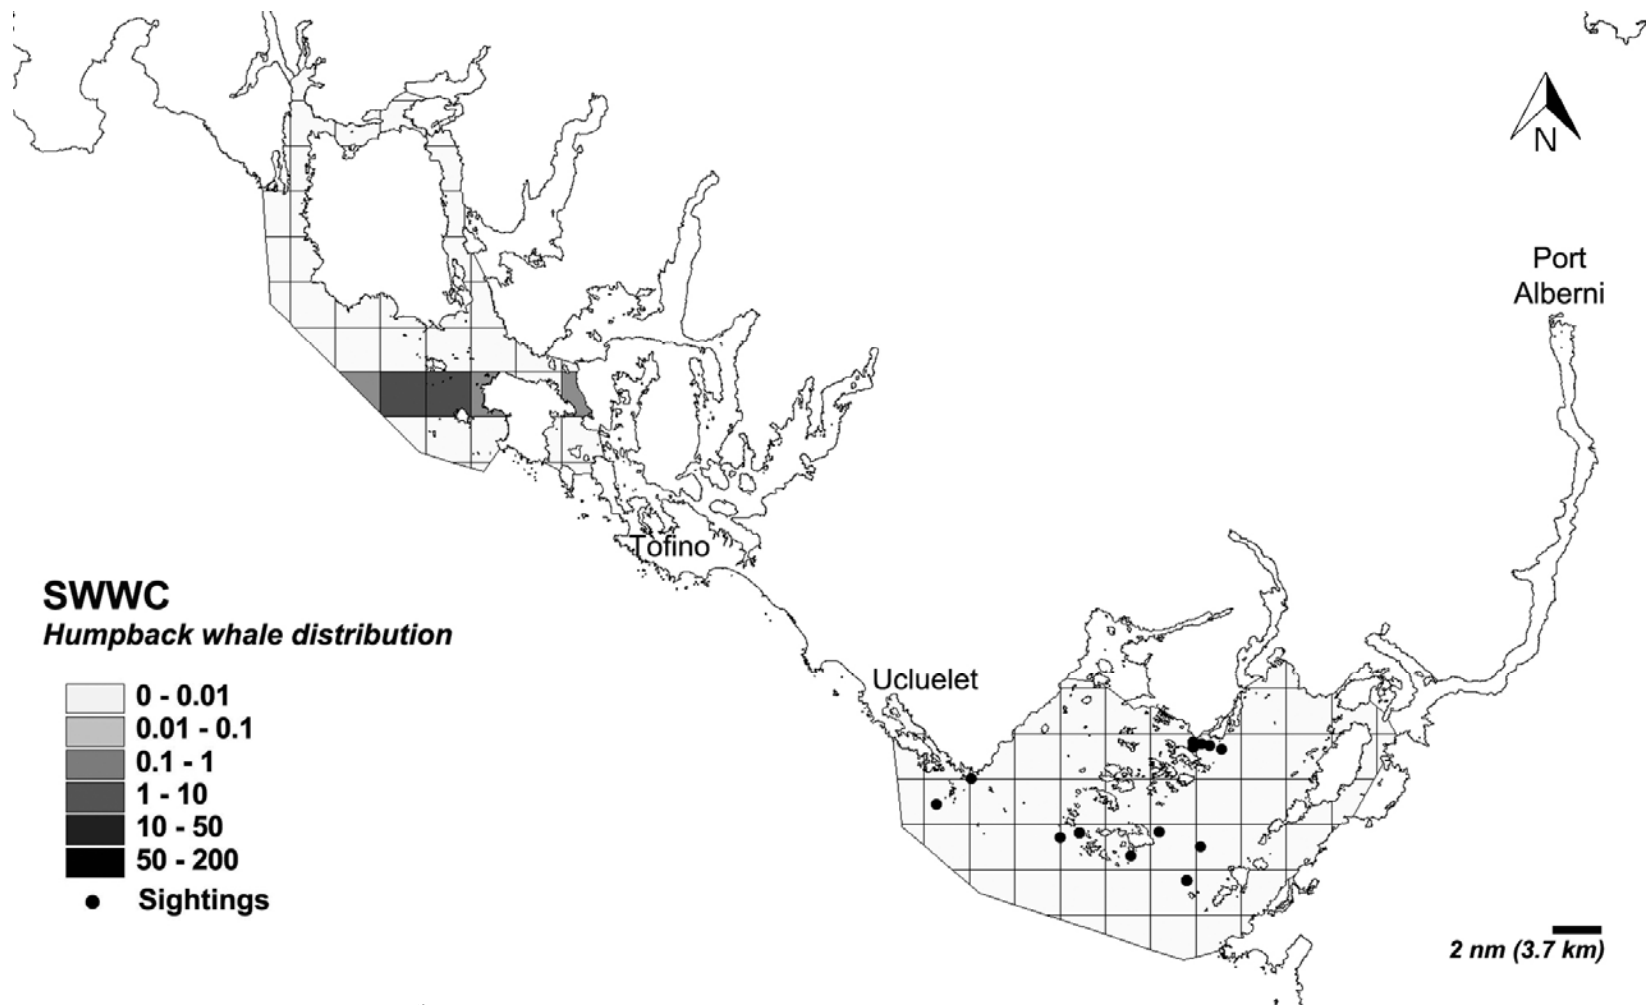 N
Port
Alberni
Tofino
SWWC
Humpback whale distribution
Ucluelet
0 - 0.01
0.01 - 0.1
0.1 - 1
1 - 10
10 - 50
50 - 200
Sightings
2 nm (3.7 km)